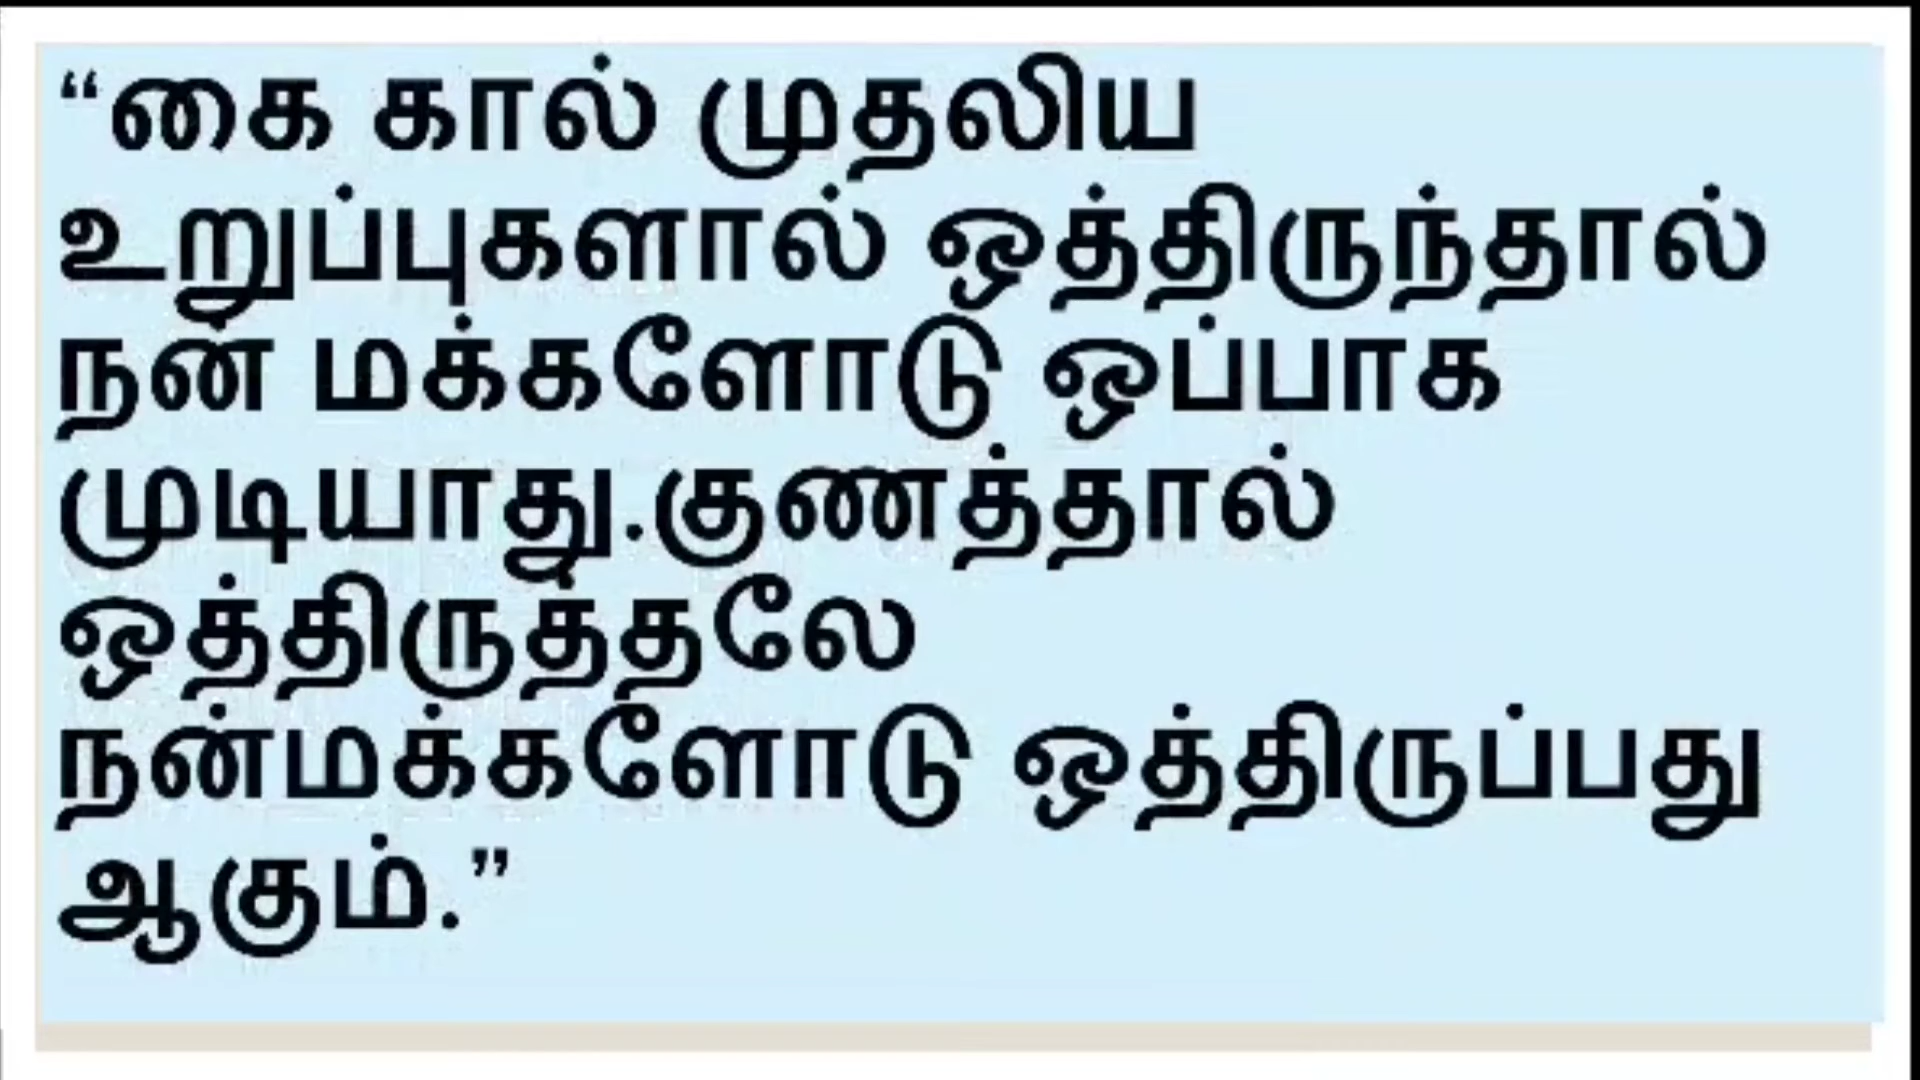 “கை கால் முதலிய
உறுப்புகளால் ஒத்திருந்தால்
நன் மக்களோடு ஒப்பாக
முடியாது.குணத்தால்
ஒத்திருத்தலே
நன்மக்களோடு ஒத்திருப்பது
ஆகும்.”